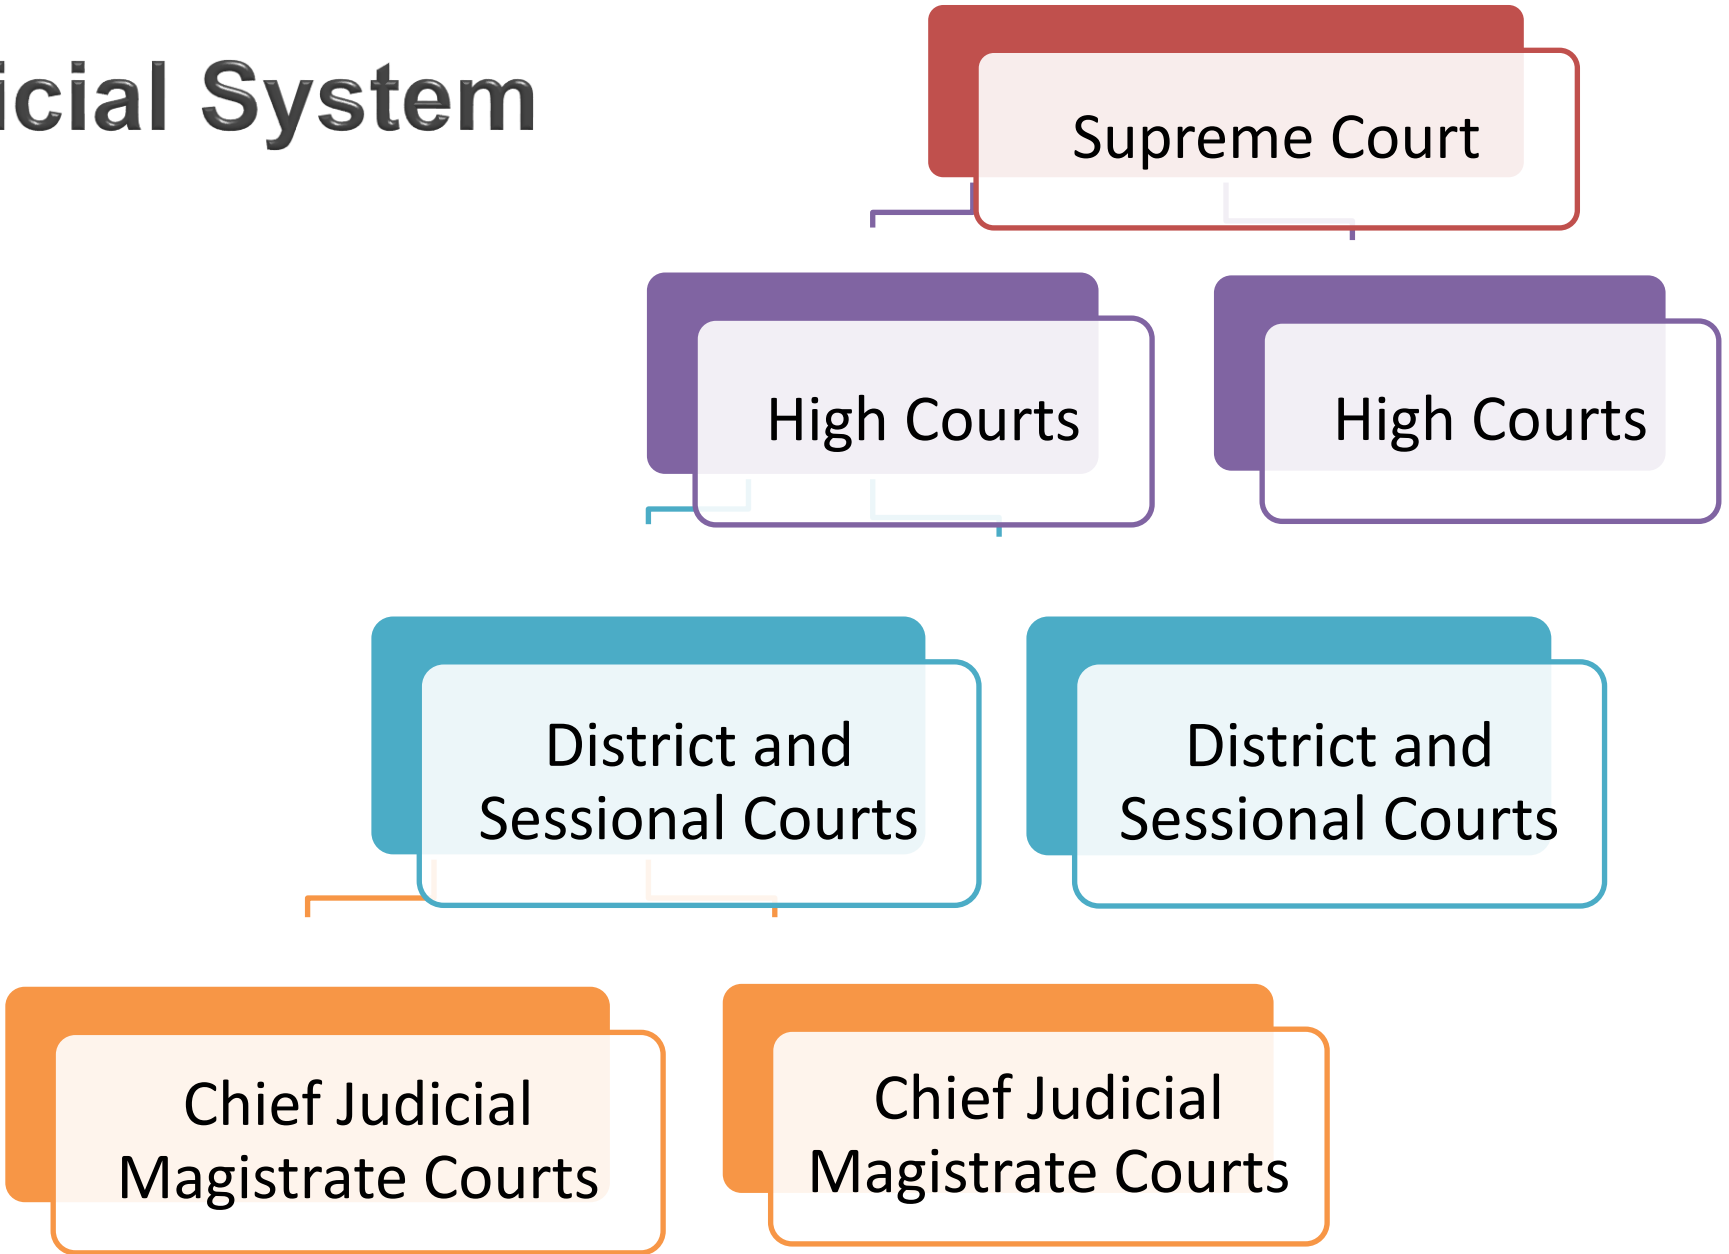 icial System
Supreme Court
High Courts
High Courts
District and
Sessional Courts
District and
Sessional Courts
Chief Judicial
Magistrate Courts
Chief Judicial
Magistrate Courts